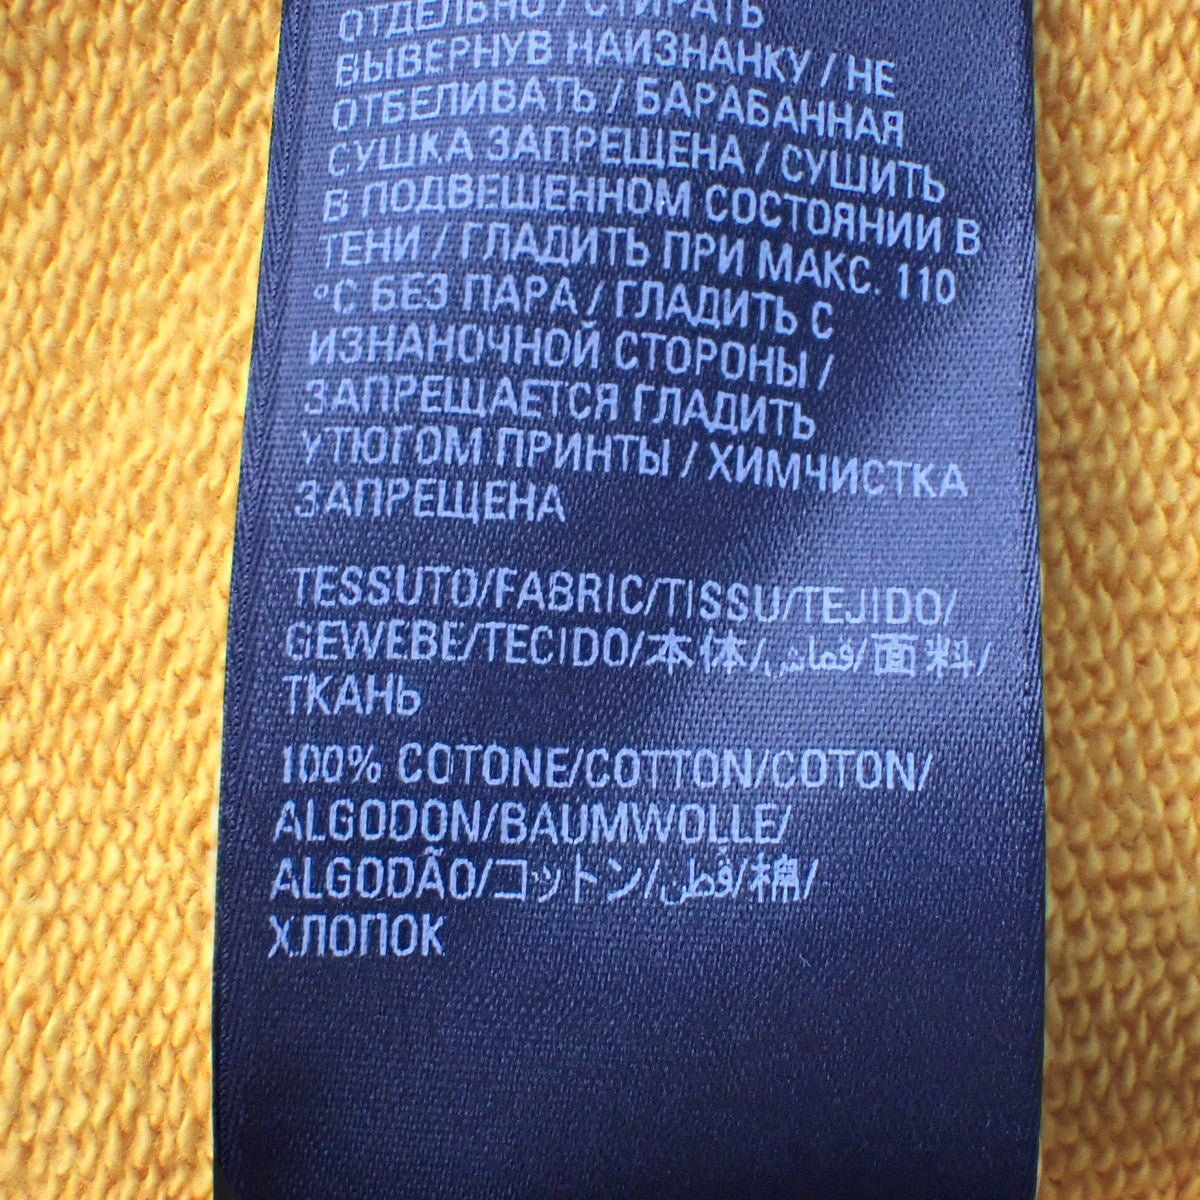 ОТДЕЛЬНО / СТИРАТЬ
ВЫВЕРНУВ НАИЗНАНКУ / НЕ
ОТБЕЛИВАТЬ / БАРАБАННАЯ
СУШКА ЗАПРЕЩЕНА / СУШИТЬ
В ПОДВЕШЕННОМ СОСТОЯНИИ В
ТЕНИ / ГЛАДИТЬ ПРИ МАКС. 110
°С БЕЗ ПАРА / ГЛАДИТЬ С
ИЗНАНОЧНОЙ СТОРОНЫ /
ЗАПРЕЩАЕТСЯ ГЛАДИТЬ
УТЮГОМ ПРИНТЫ / ХИМЧИСТКА
ЗАПРЕЩЕНА
TESSUTO/FABRIC/TISSU/TEJIDO/
GEWEBE/TECIDO/本体/قماش/面料/
ТКАНЬ
100% COTONE/COTTON/COTON/
ALGODON/BAUMWOLLE/
ALGODÃO/コットン/قطن/棉/
ХЛОПОК